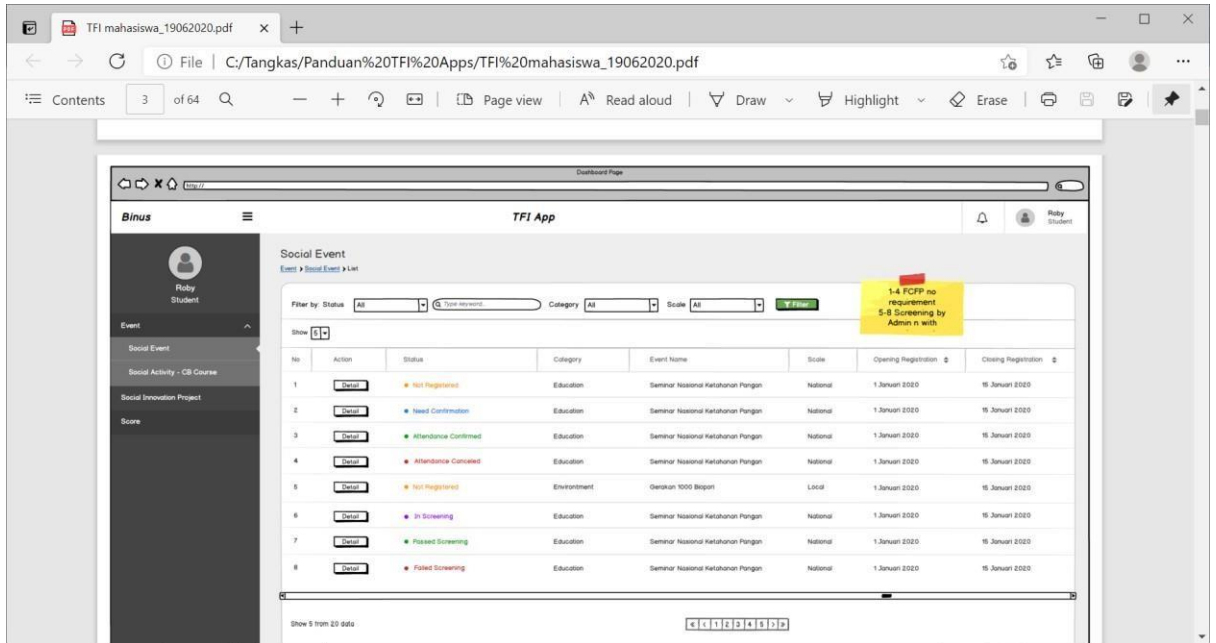 TFI mahasiswa_19062020.pdf
File | C:/Tangkas/Panduan%20TFI%20Apps/TFI%20mahasiswa_19062020.pdf
Contents 3 of 64 Page view Read aloud Draw Highlight Erase
Dashboard Page
http://
Binus TFI App Roby
Student
Roby
Student
Event
Social Event
Social Activity - CB Course
Social Innovation Project
Score
Social Event
Event > Social Event > List
Filter by: Status All Type keyword.. Category All Scale All Filter
1-4 FCFP no
requirement
5-8 Screening by
Admin n with
Show 5
No Action Status Category Event Name Scale Opening Registration Closing Registration
1 Detail Not Registered Education Seminar Nasional Ketahanan Pangan National 1 Januari 2020 15 Januari 2020
2 Detail Need Confirmation Education Seminar Nasional Ketahanan Pangan National 1 Januari 2020 15 Januari 2020
3 Detail Attendance Confirmed Education Seminar Nasional Ketahanan Pangan National 1 Januari 2020 15 Januari 2020
4 Detail Attendance Canceled Education Seminar Nasional Ketahanan Pangan National 1 Januari 2020 15 Januari 2020
5 Detail Not Registered Environtment Gerakan 1000 Biopori Local 1 Januari 2020 15 Januari 2020
6 Detail In Screening Education Seminar Nasional Ketahanan Pangan National 1 Januari 2020 15 Januari 2020
7 Detail Passed Screening Education Seminar Nasional Ketahanan Pangan National 1 Januari 2020 15 Januari 2020
8 Detail Failed Screening Education Seminar Nasional Ketahanan Pangan National 1 Januari 2020 15 Januari 2020
Show 5 from 20 data « < 1 2 3 4 5 > »